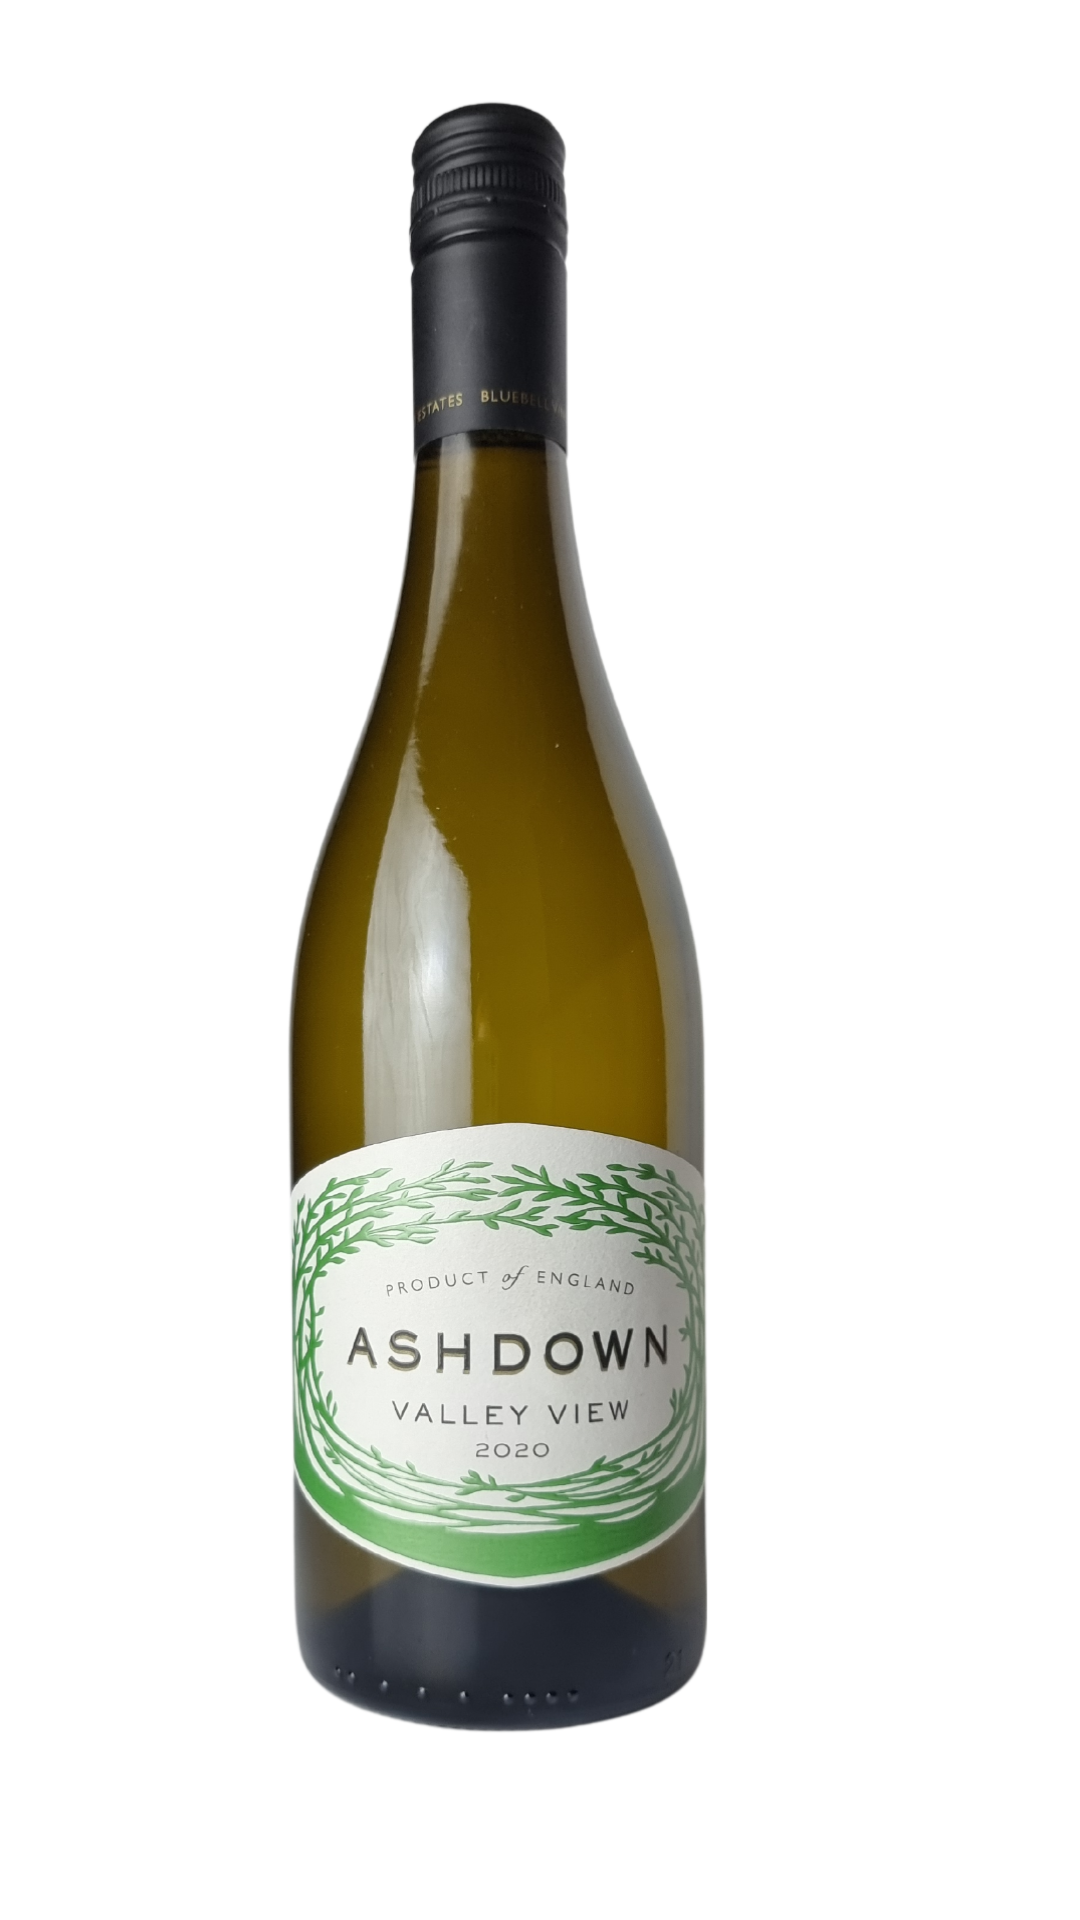 ESTATES BLUEBELL
PRODUCT of ENGLAND
ASHDOWN
VALLEY VIEW
2020